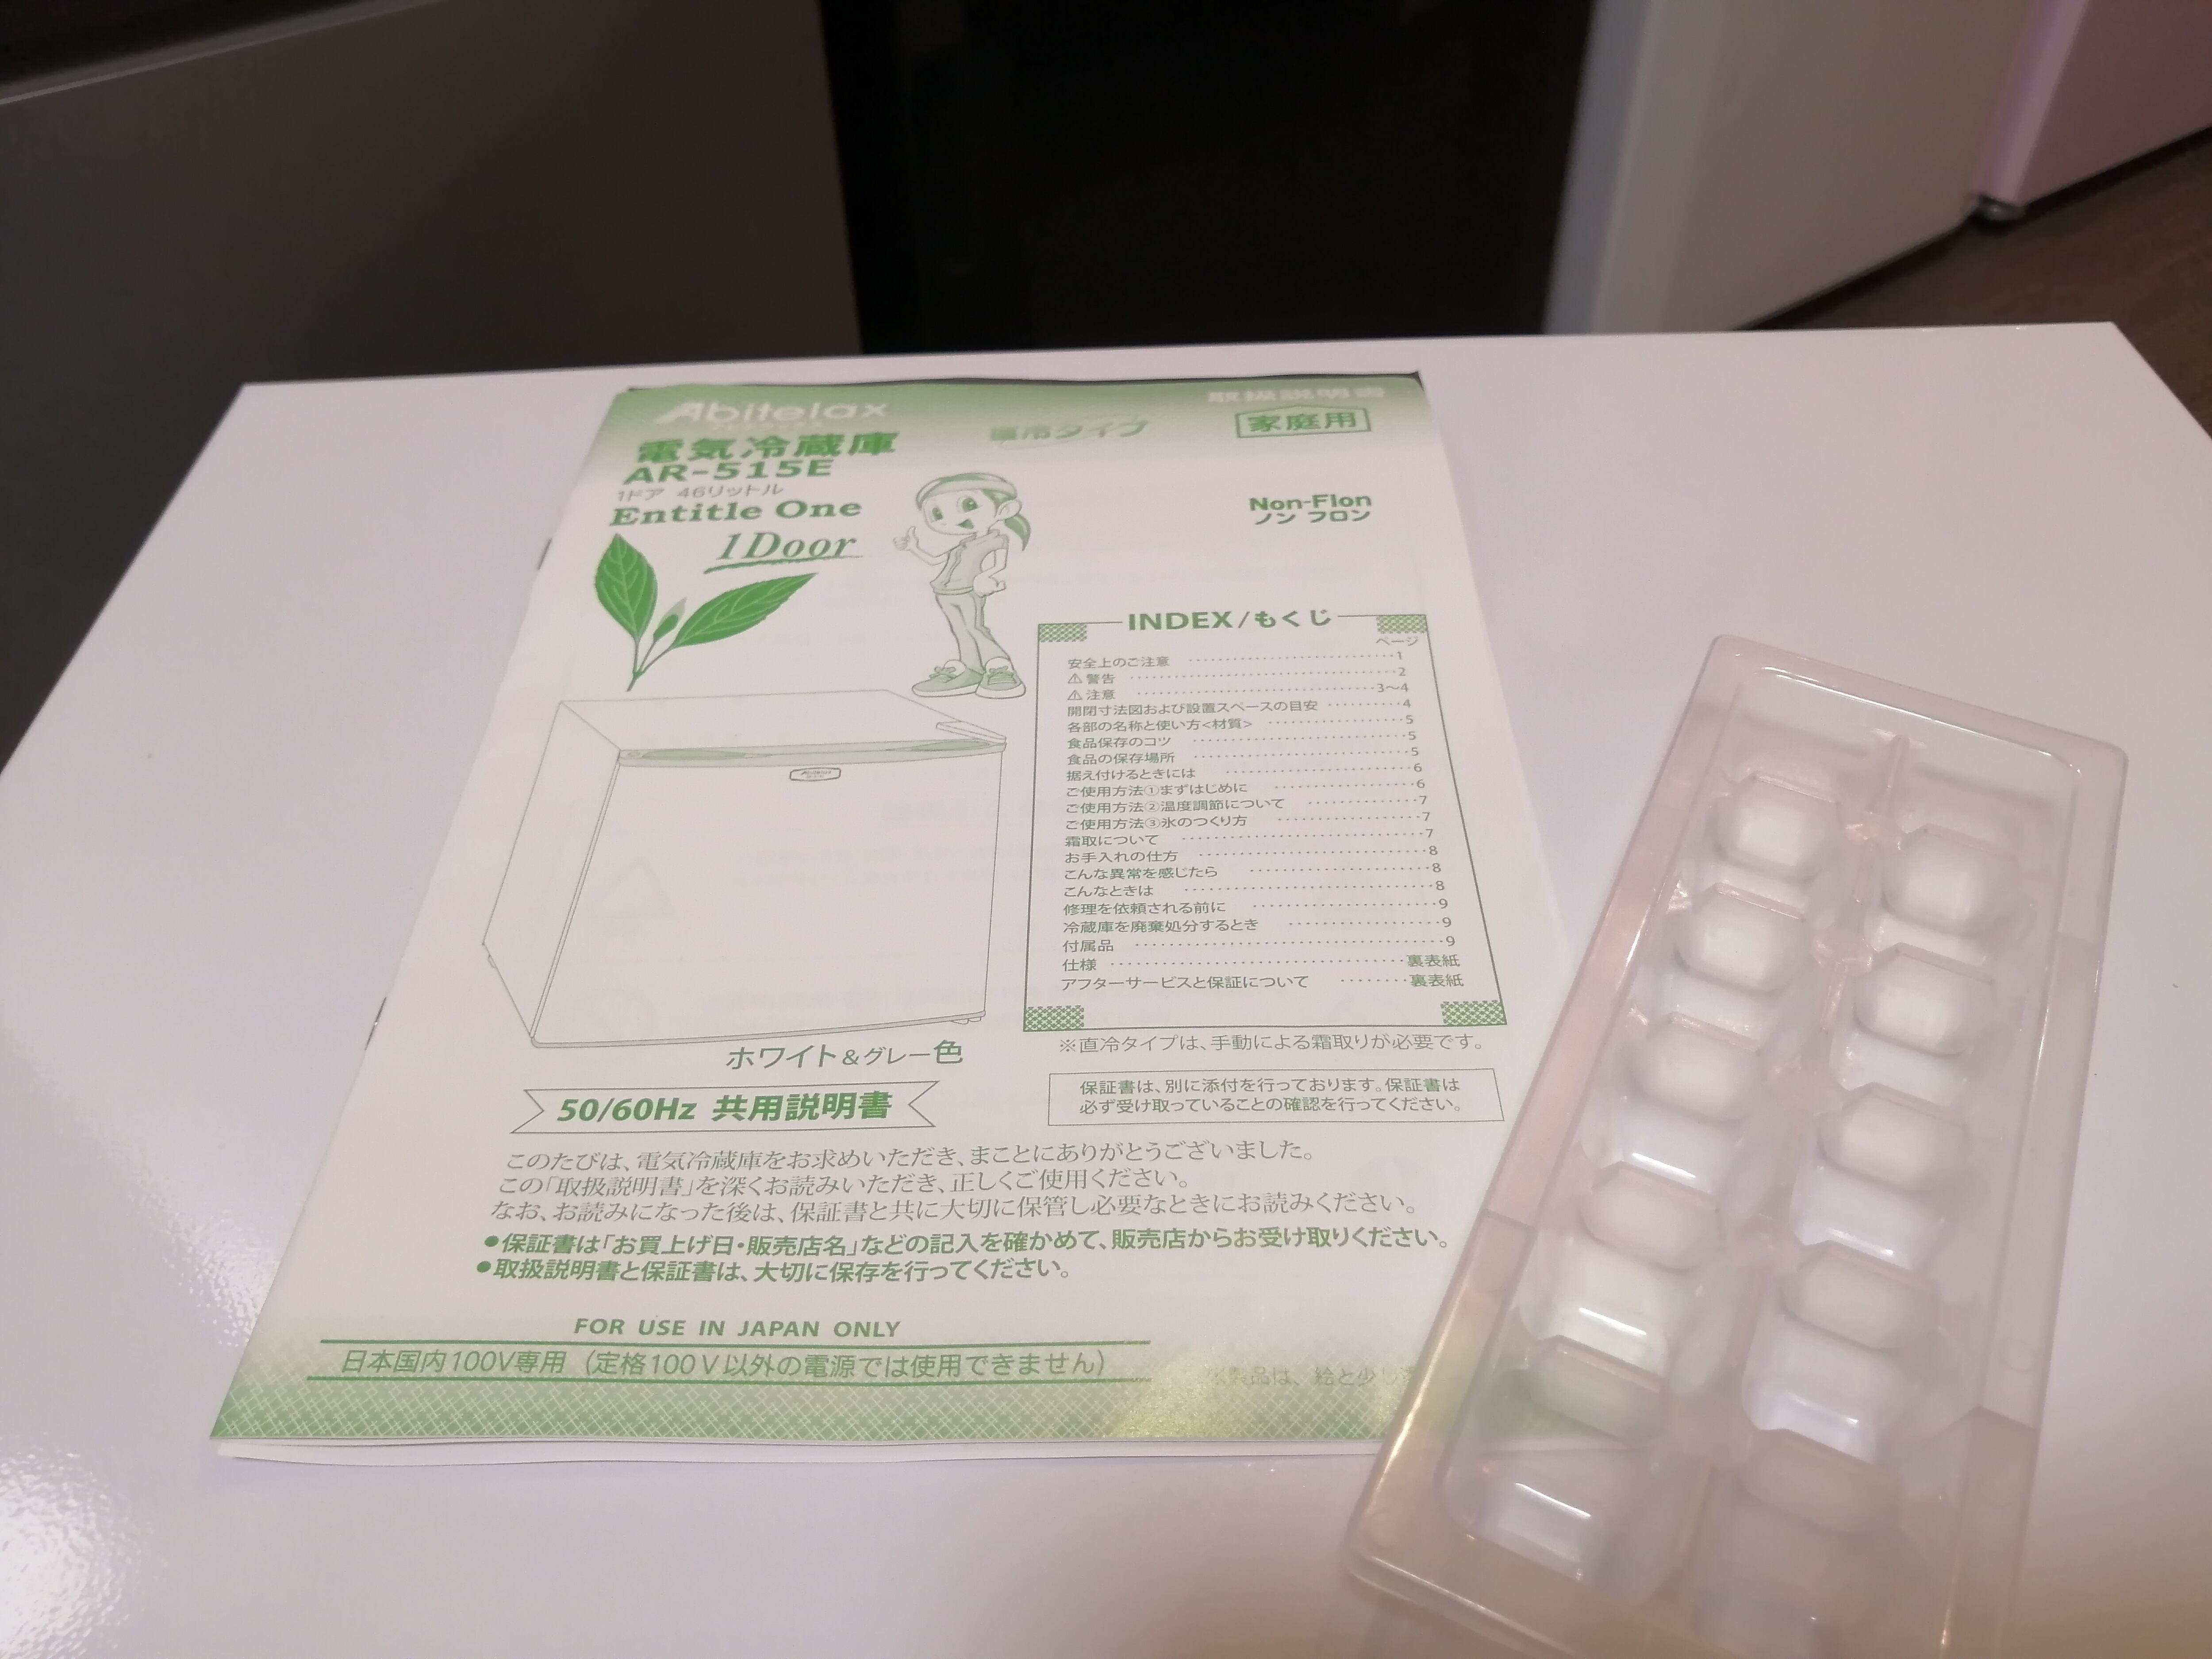 Abitelax
取扱説明書
電気冷蔵庫
直冷タイプ
家庭用
AR-515E
1ドア 46リットル
Entitle One
1Door
Non-Flon
ノン フロン
INDEX/もくじ
ページ
安全上のご注意 1
⚠警告 2
⚠注意 3〜4
開閉寸法図および設置スペースの目安 4
各部の名称と使い方<材質> 5
食品保存のコツ 5
食品の保存場所 5
据え付けるときには 6
ご使用方法①まずはじめに 6
ご使用方法②温度調節について 7
ご使用方法③氷のつくり方 7
霜取について 7
お手入れの仕方 8
こんな異常を感じたら 8
こんなときは 8
修理を依頼される前に 9
冷蔵庫を廃棄処分するとき 9
付属品 9
仕様 裏表紙
アフターサービスと保証について 裏表紙
※直冷タイプは、手動による霜取りが必要です。
ホワイト&グレー色
50/60Hz 共用説明書
保証書は、別に添付を行っております。保証書は
必ず受け取っていることの確認を行ってください。
このたびは、電気冷蔵庫をお求めいただき、まことにありがとうございました。
この「取扱説明書」を深くお読みいただき、正しくご使用ください。
なお、お読みになった後は、保証書と共に大切に保管し必要なときにお読みください。
●保証書は「お買上げ日・販売店名」などの記入を確かめて、販売店からお受け取りください。
●取扱説明書と保証書は、大切に保存を行ってください。
FOR USE IN JAPAN ONLY
日本国内100V専用（定格100V以外の電源では使用できません）
品は、絵と少し